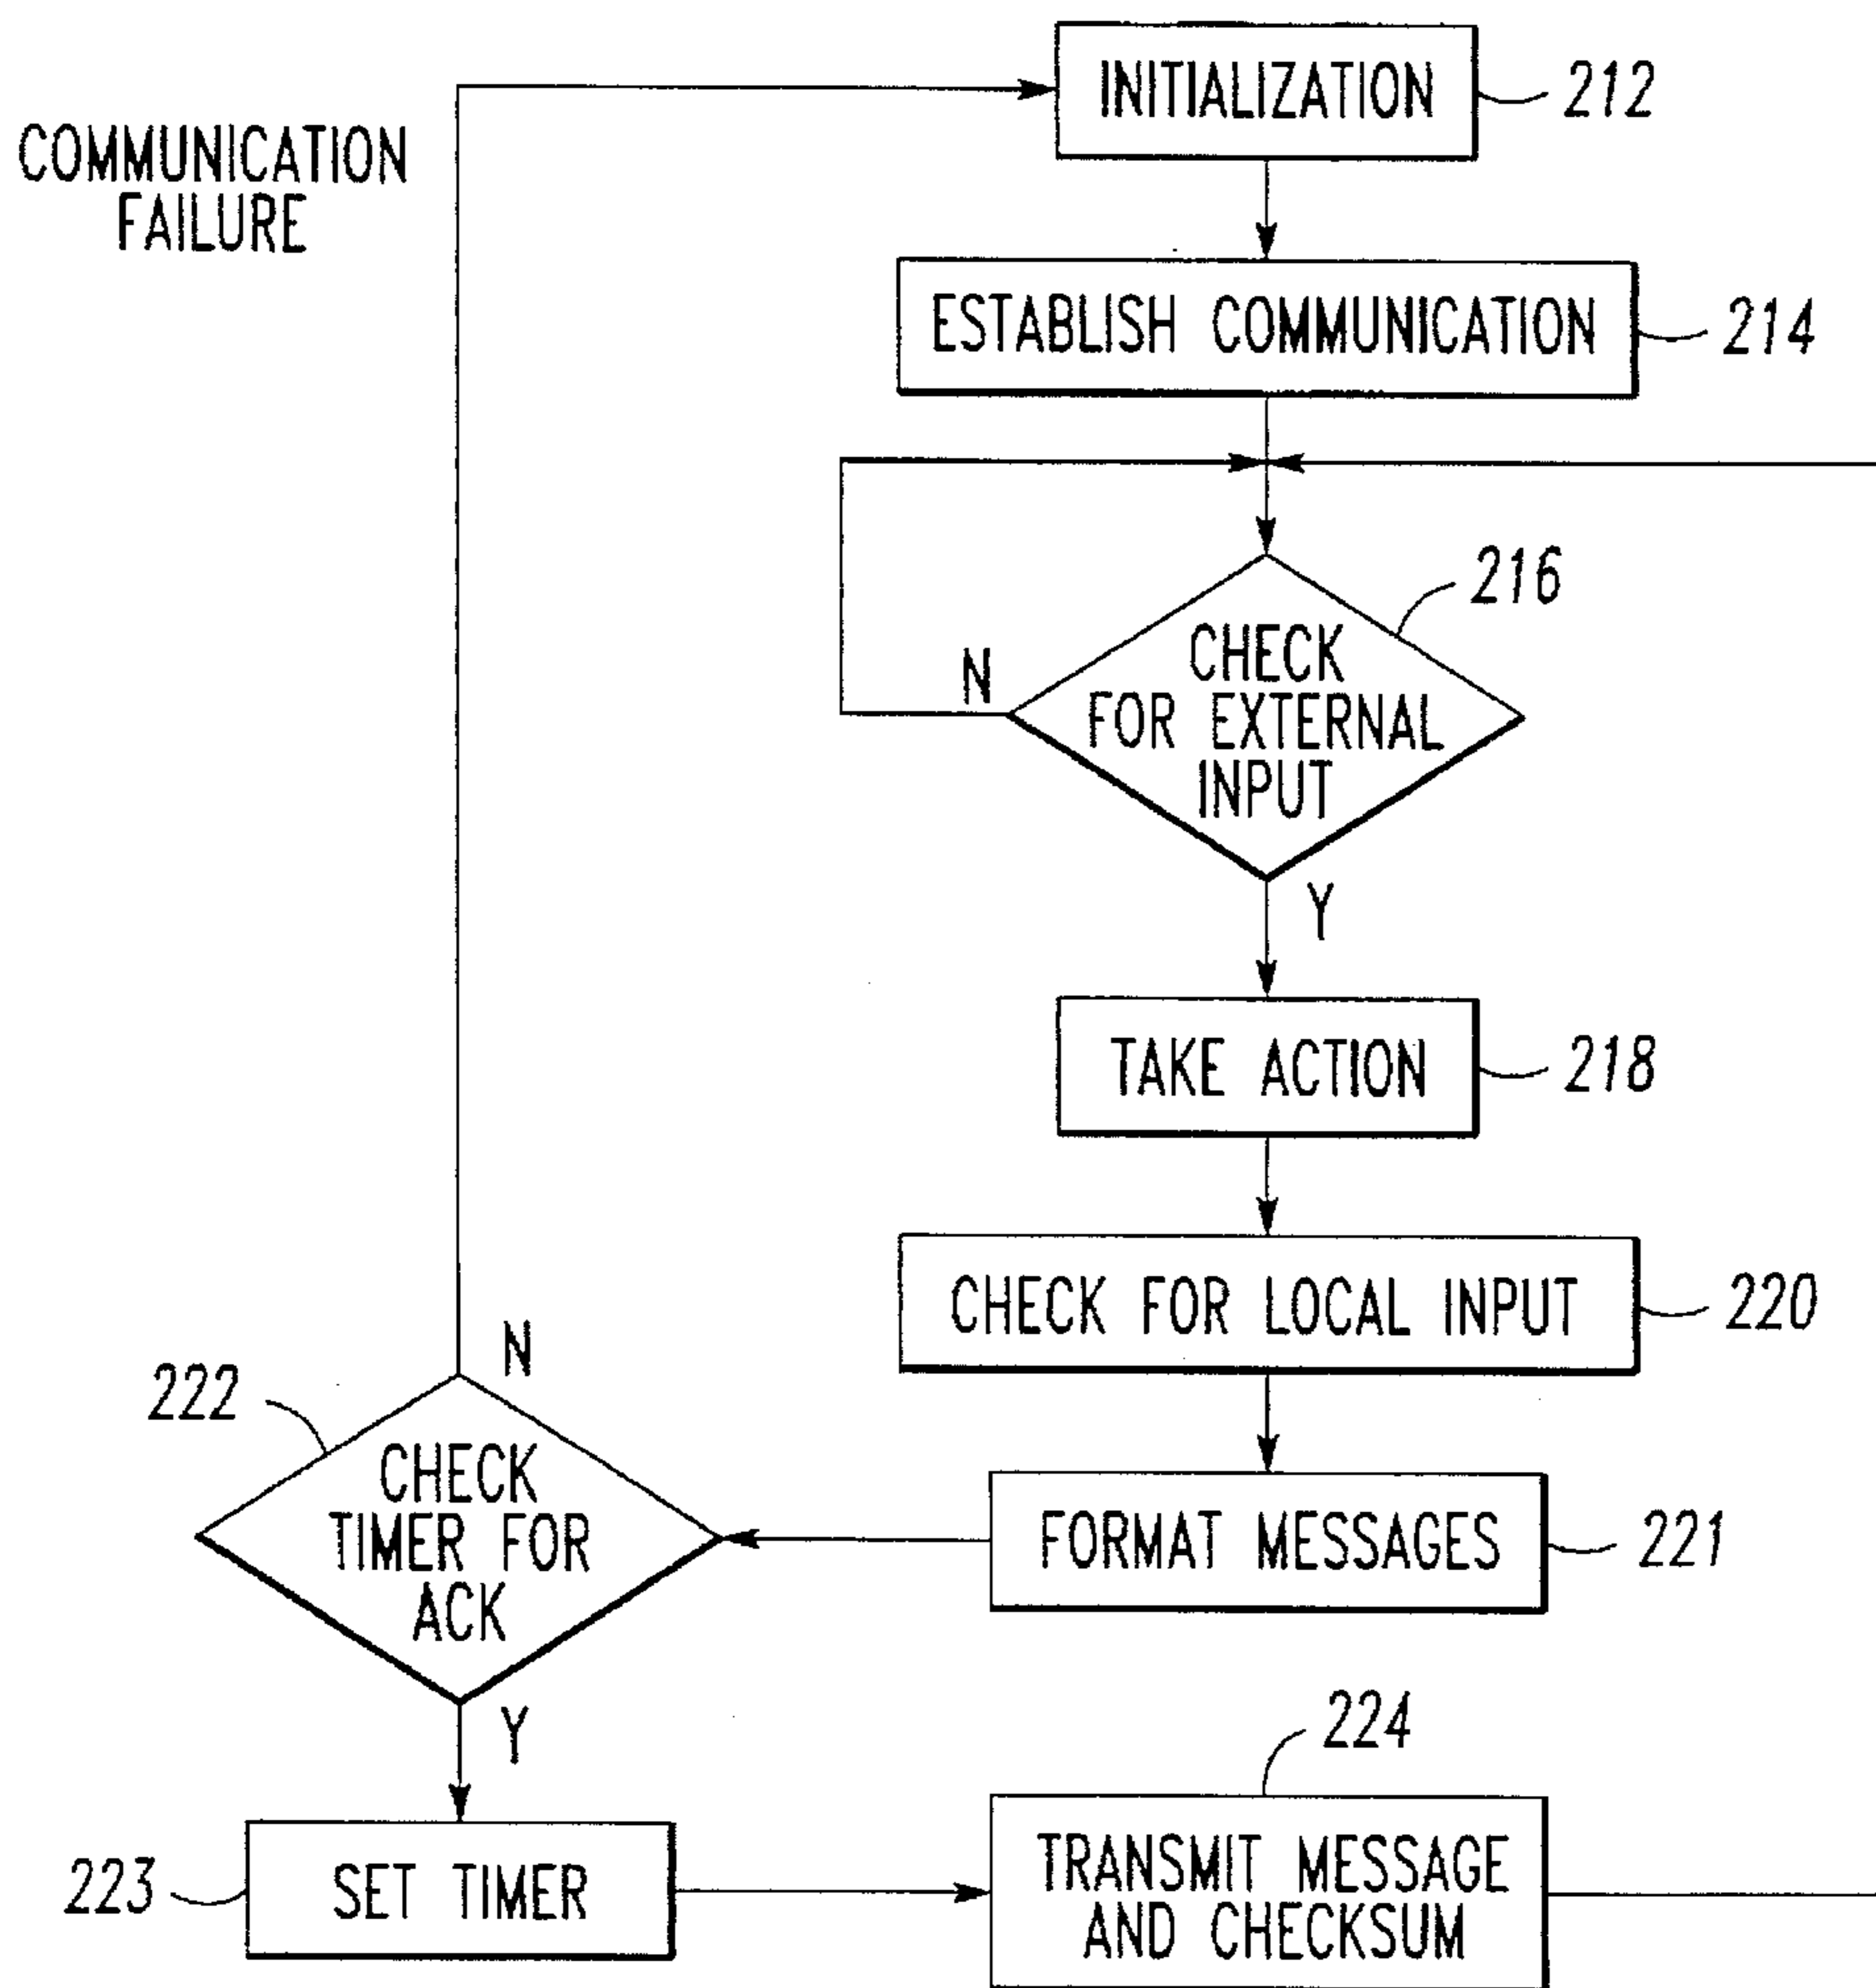 INITIALIZATION
212
COMMUNICATION
FAILURE
ESTABLISH COMMUNICATION
214
216
N
CHECK
FOR EXTERNAL
INPUT
Y
TAKE ACTION
218
CHECK FOR LOCAL INPUT
220
N
222
CHECK
TIMER FOR
ACK
FORMAT MESSAGES
221
Y
224
223
SET TIMER
TRANSMIT MESSAGE
AND CHECKSUM